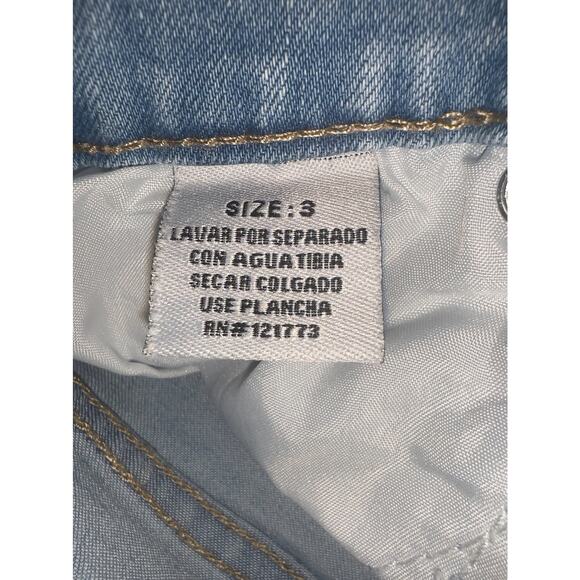 SIZE: 3
LAVAR POR SEPARADO
CON AGUA TIBIA
SECAR COLGADO
USE PLANCHA
RN#121773